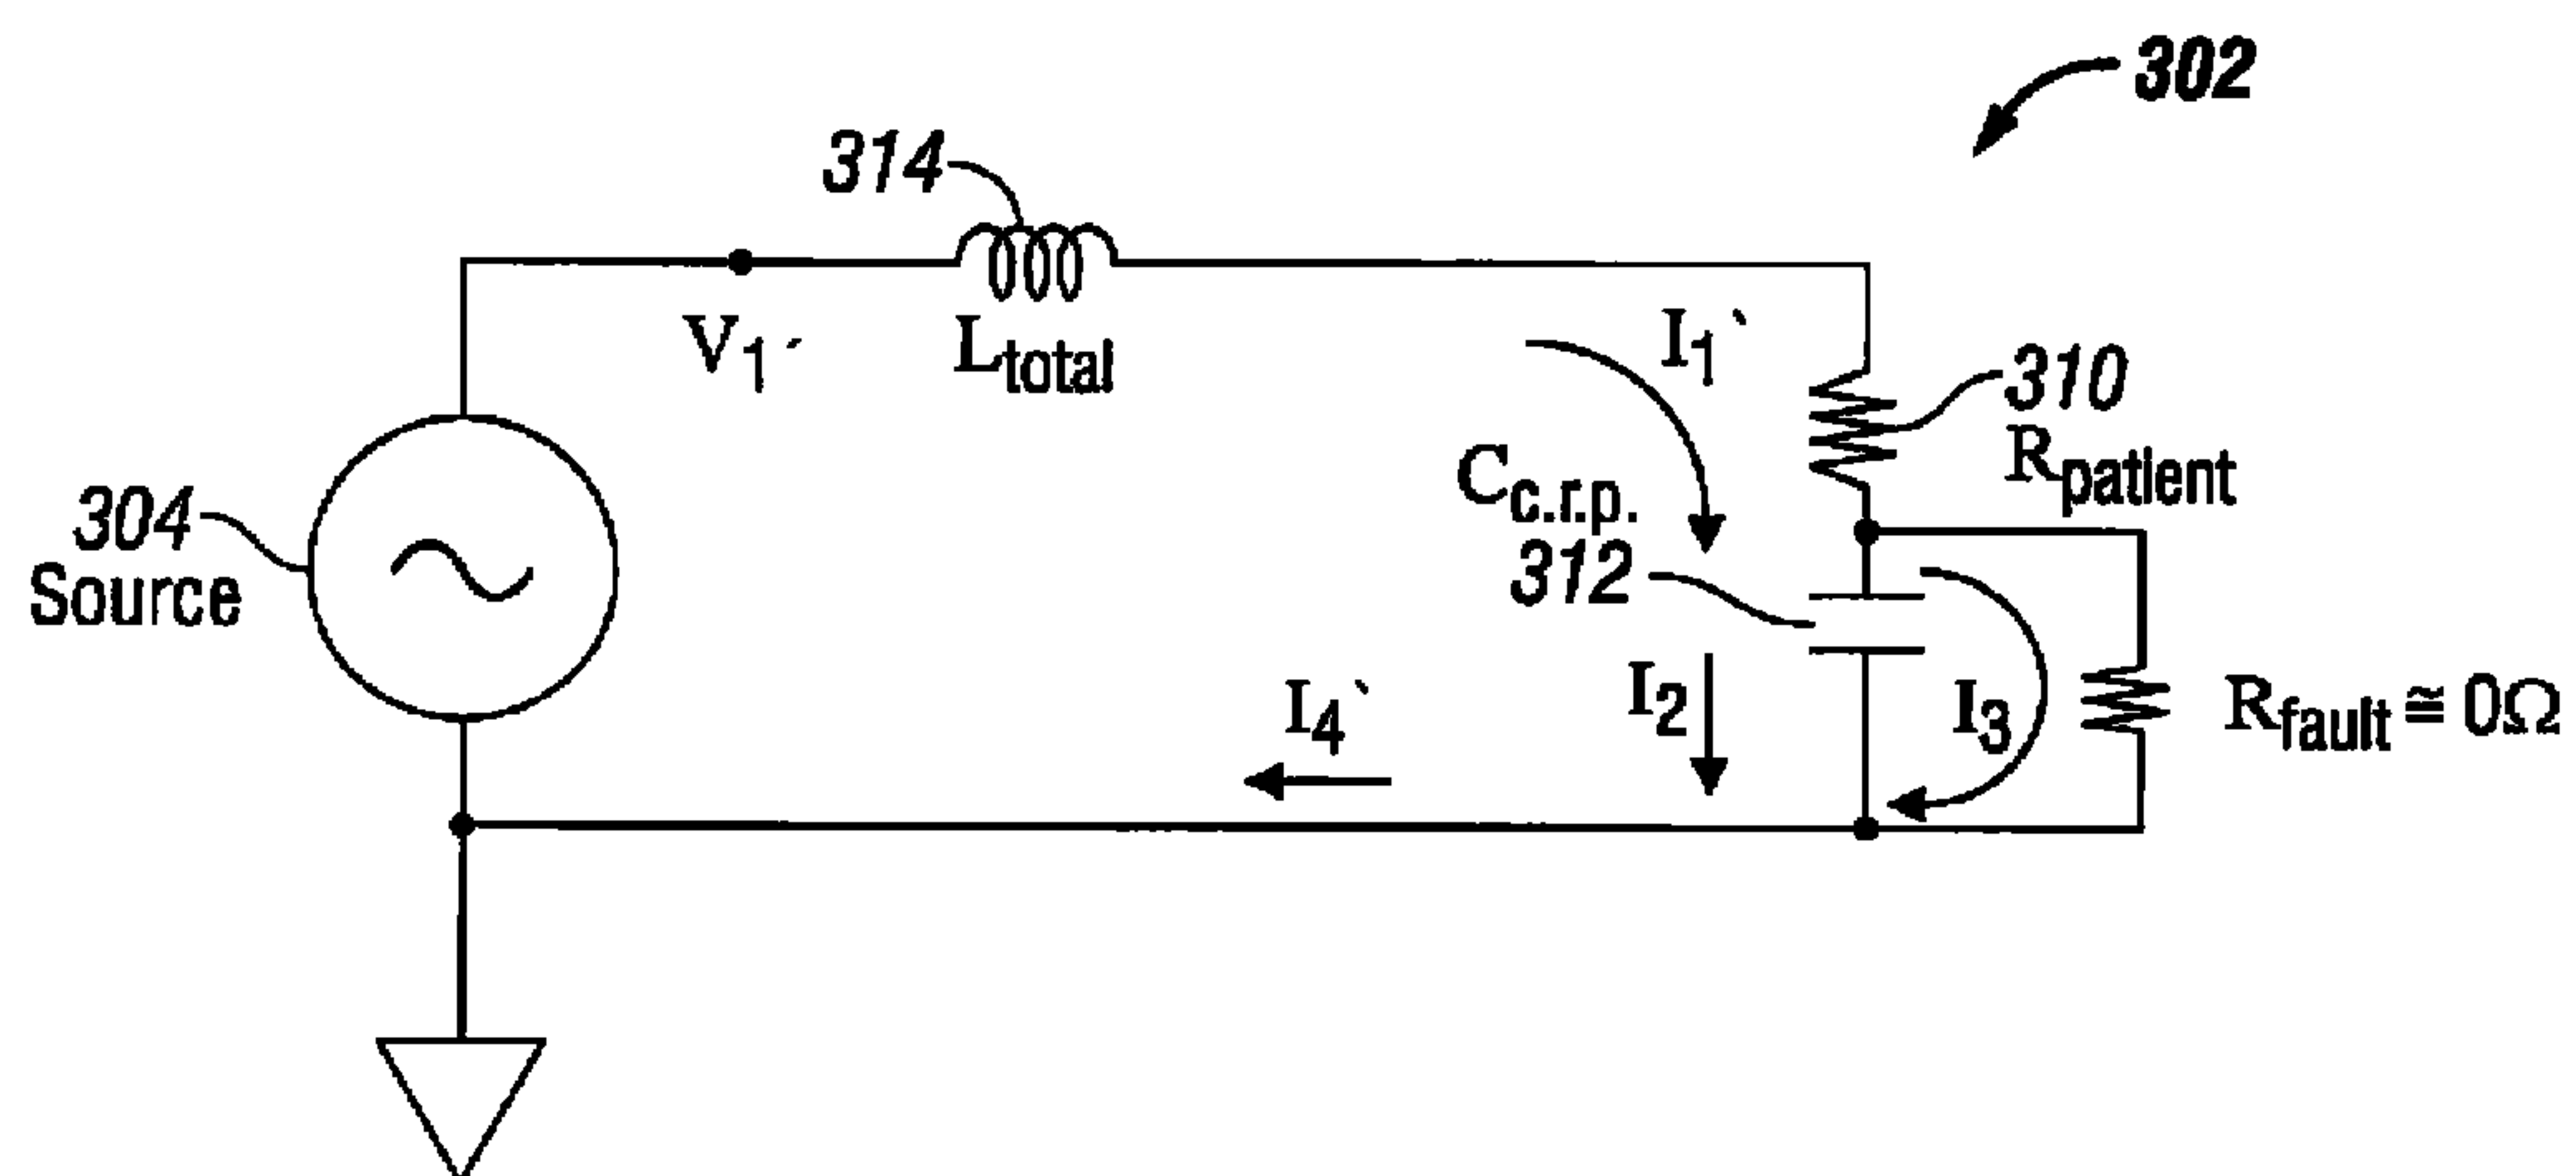 302
314
V1´
Ltotal
I1`
310
Rpatient
Cc.r.p.
312
304
Source
I4`
I2
I3
Rfault ≅ 0Ω